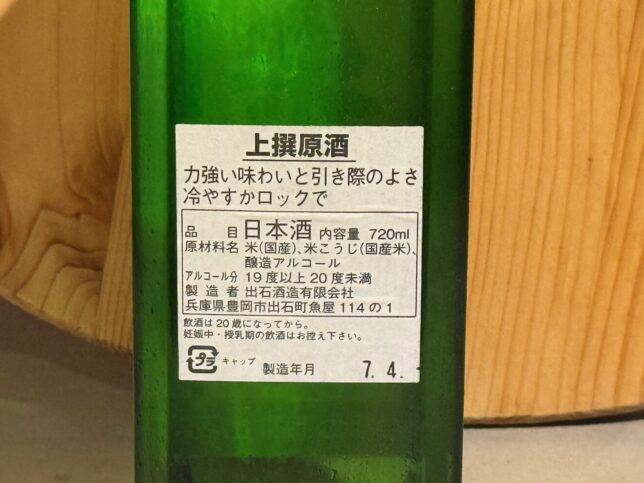 上撰原酒
力強い味わいと引き際のよさ
冷やすかロックで
品目 日本酒 内容量 720ml
原材料名 米(国産)、米こうじ(国産米)、
醸造アルコール
アルコール分 19度以上20度未満
製造者 出石酒造有限会社
兵庫県豊岡市出石町魚屋114の1
飲酒は20歳になってから。
妊娠中・授乳期の飲酒はお控え下さい。
プラ キャップ 製造年月 7.4.